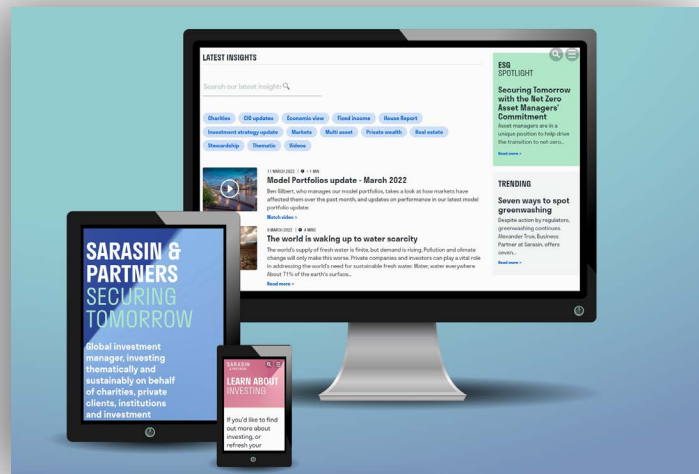 LATEST INSIGHTS
Search our latest insights
Charities CIO updates Economic view Fixed income House Report
Investment strategy update Markets Multi asset Private wealth Real estate
Stewardship Thematic Videos
11 MARCH 2022 | < 1 MIN
Model Portfolios update - March 2022
Ben Gilbert, who manages our model portfolios, takes a look at how markets have
affected them over the past month, and updates on performance in our latest model
portfolio update.
Watch video >
9 MARCH 2022 | 4 MINS
The world is waking up to water scarcity
The world's supply of fresh water is finite, but demand is rising. Pollution and climate
change will only make this worse. Private companies and investors can play a vital role
in addressing the world's need for sustainable fresh water. Water, water everywhere
About 71% of the earth's surface...
Read more >
ESG
SPOTLIGHT
Securing Tomorrow
with the Net Zero
Asset Managers'
Commitment
Asset managers are in a
unique position to help drive
the transition to net zero...
Read more >
TRENDING
Seven ways to spot
greenwashing
Despite action by regulators,
greenwashing continues.
Alexander True, Business
Partner at Sarasin, offers
seven...
Read more >
SARASIN &
PARTNERS
SECURING
TOMORROW
Global investment
manager, investing
thematically and
sustainably on behalf
of charities, private
clients, institutions
and investment
SARASIN
& PARTNERS
LEARN ABOUT
INVESTING
If you'd like to find
out more about
investing, or
refresh your